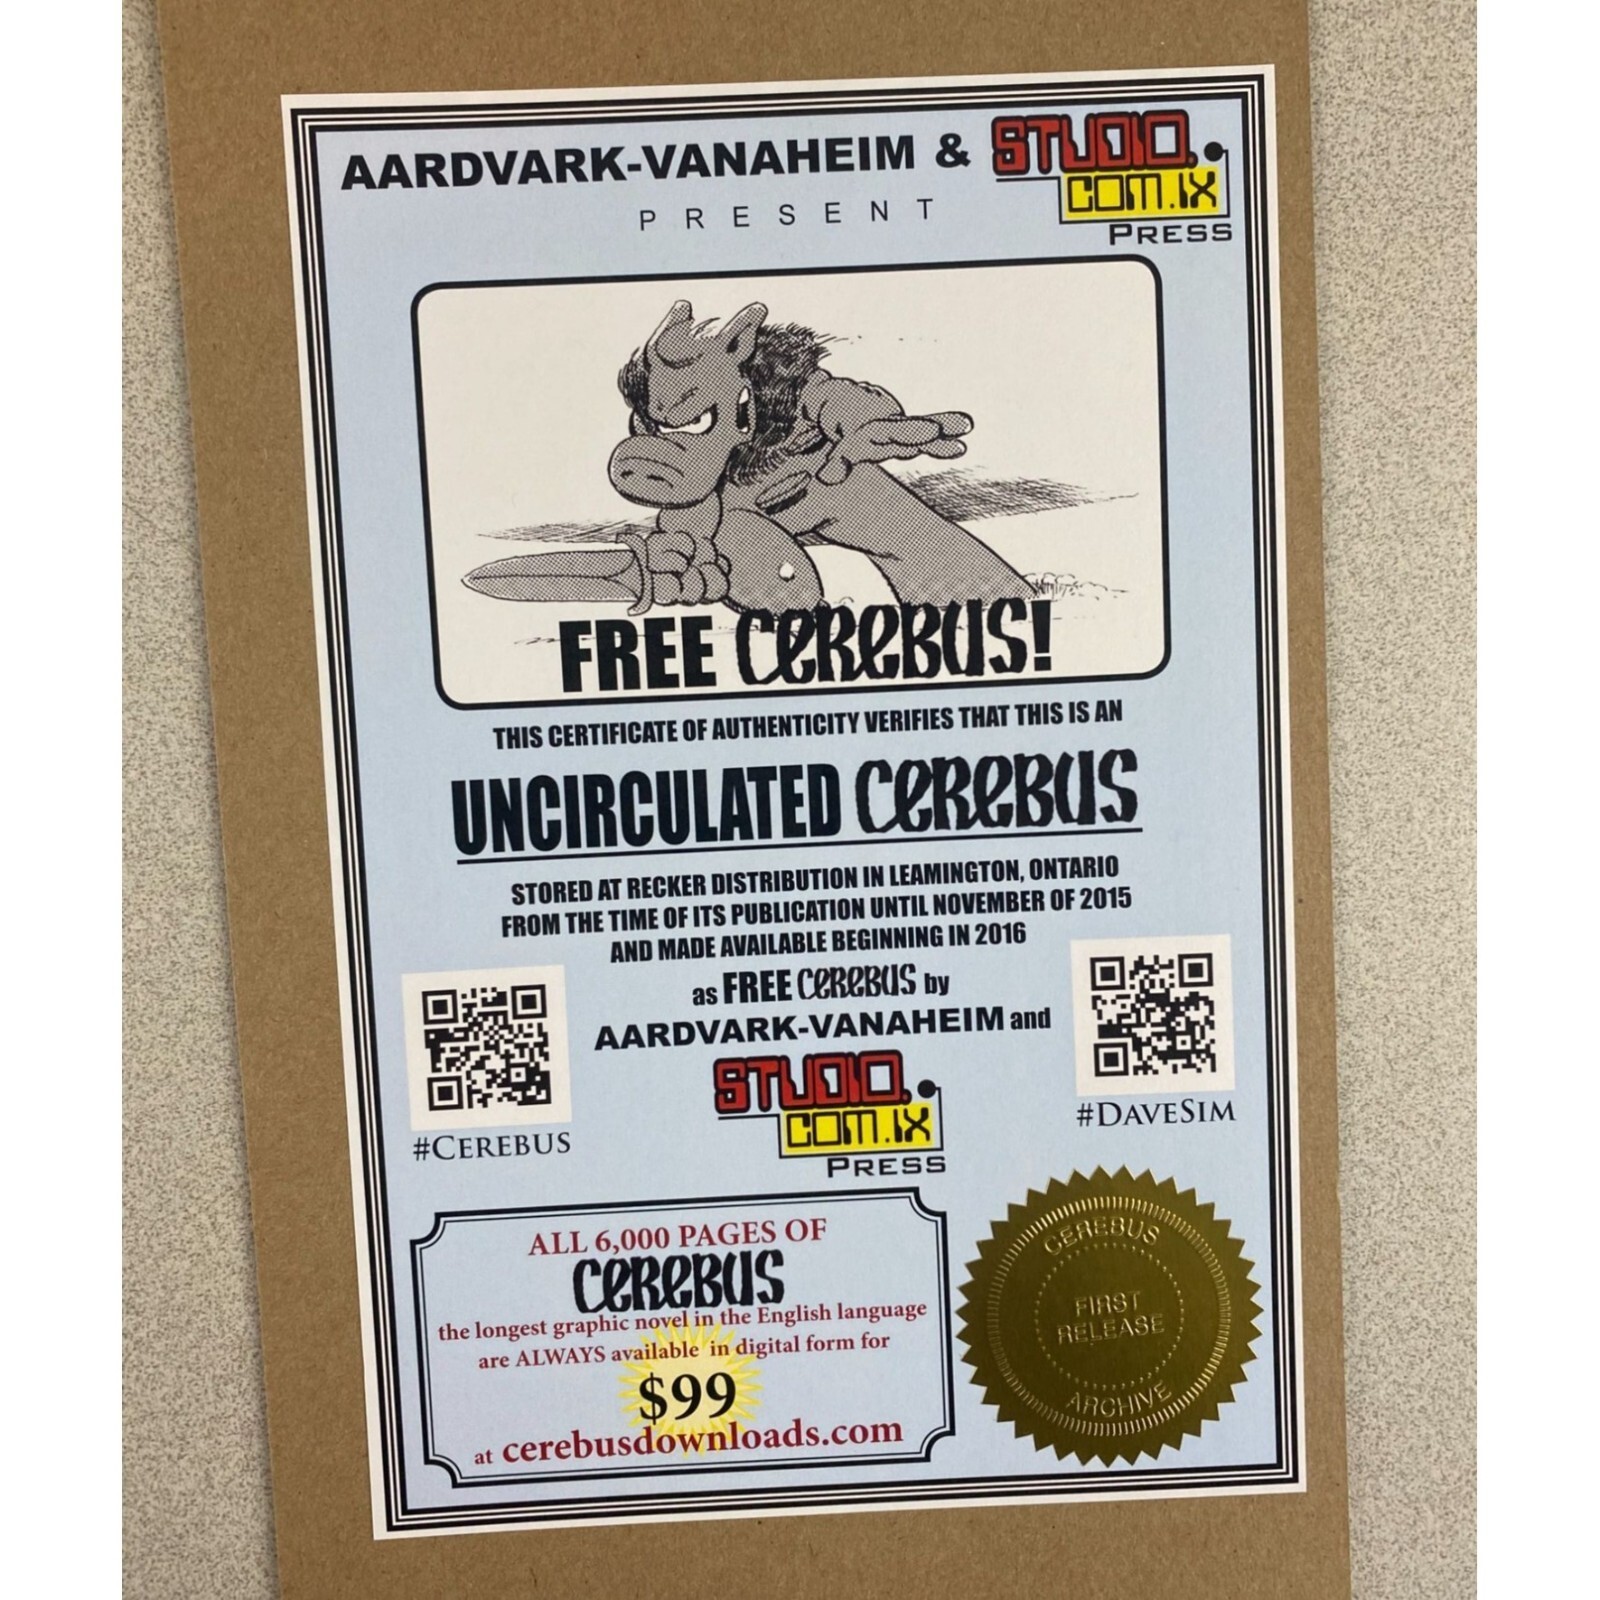 AARDVARK-VANAHEIM & STUDIO.
COM.IX
PRESS
PRESENT
FREE CEREBUS!
THIS CERTIFICATE OF AUTHENTICITY VERIFIES THAT THIS IS AN
UNCIRCULATED CEREBUS
STORED AT RECKER DISTRIBUTION IN LEAMINGTON, ONTARIO
FROM THE TIME OF ITS PUBLICATION UNTIL NOVEMBER OF 2015
AND MADE AVAILABLE BEGINNING IN 2016
as FREE CEREBUS by
AARDVARK-VANAHEIM and
STUDIO.
COM.IX
PRESS
#CEREBUS
#DAVESIM
ALL 6,000 PAGES OF
CEREBUS
the longest graphic novel in the English language
are ALWAYS available in digital form for
$99
at cerebusdownloads.com
CEREBUS
FIRST
RELEASE
ARCHIVE